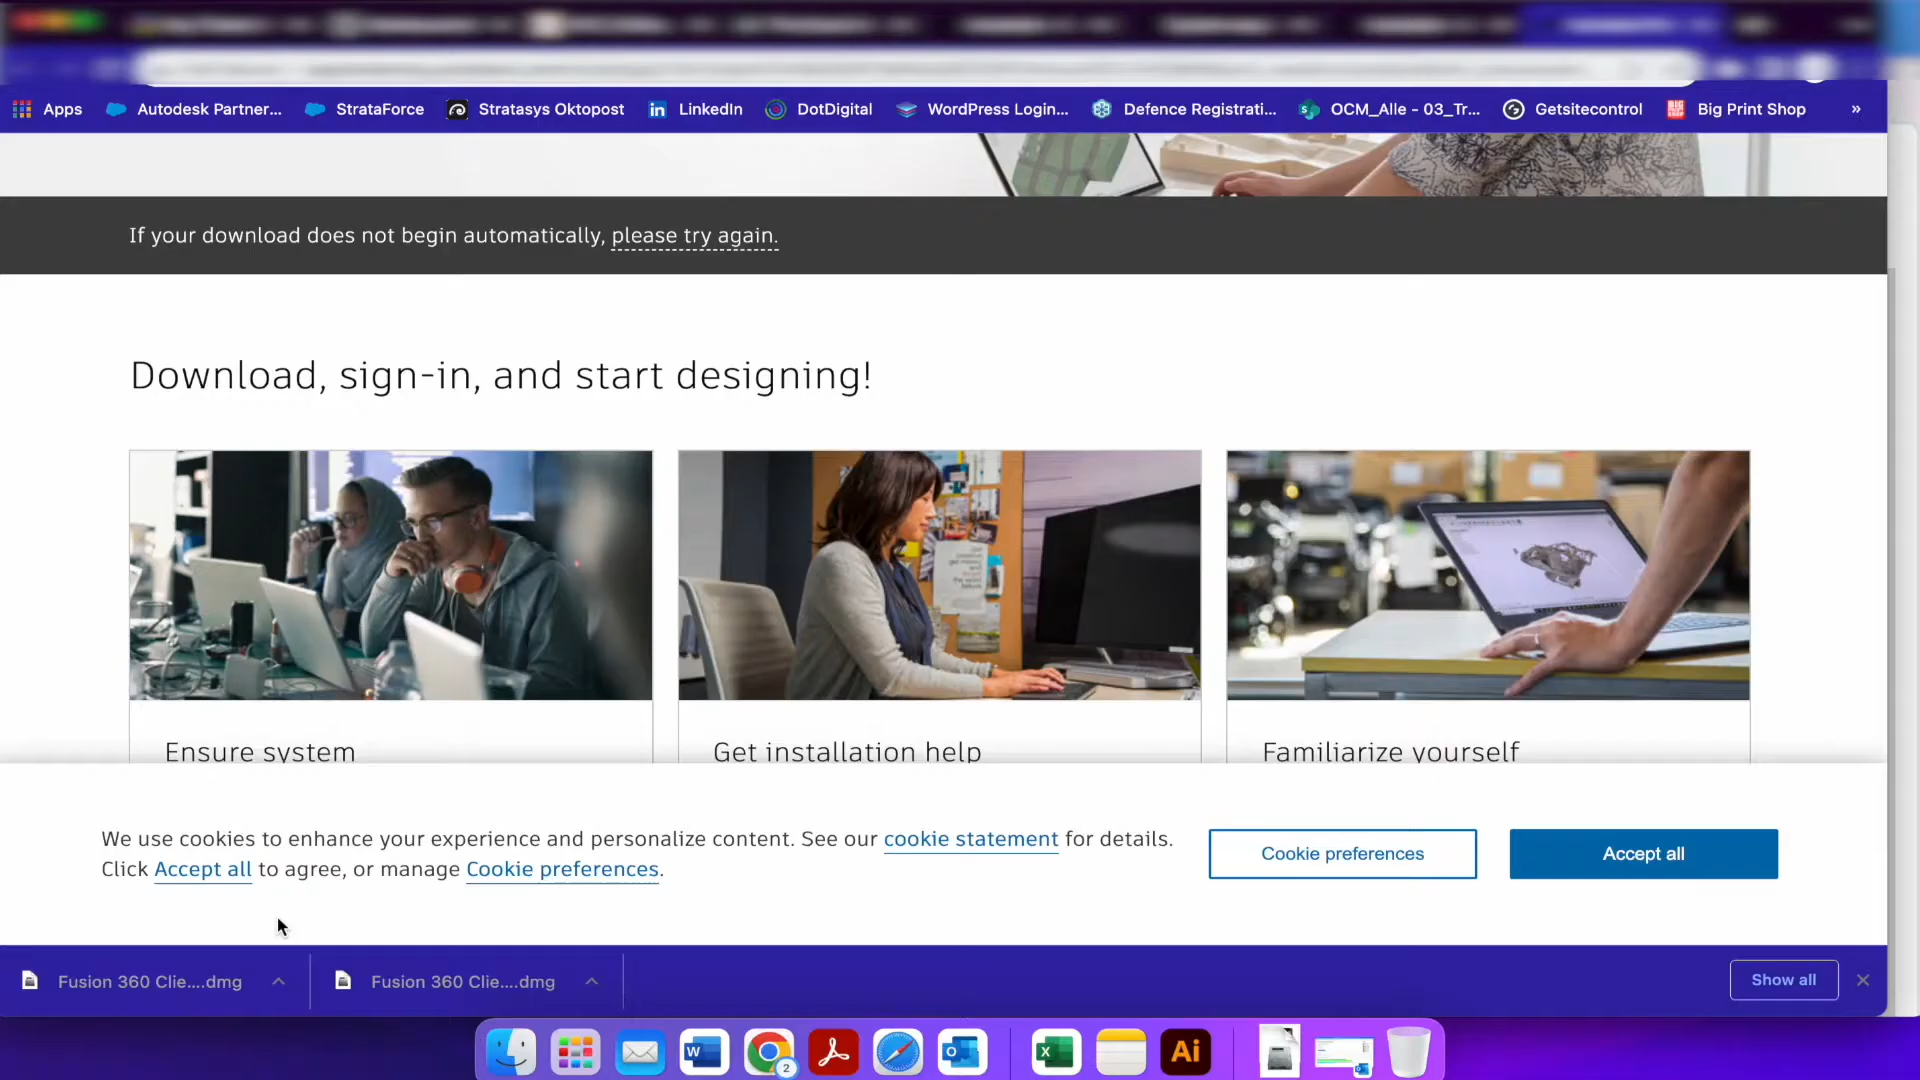 Apps
Autodesk Partner...
StrataForce
Stratasys Oktopost
LinkedIn
DotDigital
WordPress Login...
Defence Registrati...
OCM_Alle - 03_Tr...
Getsitecontrol
Big Print Shop
»
If your download does not begin automatically, please try again.
Download, sign-in, and start designing!
Ensure system
Get installation help
Familiarize yourself
We use cookies to enhance your experience and personalize content. See our cookie statement for details.
Click Accept all to agree, or manage Cookie preferences.
Cookie preferences
Accept all
Fusion 360 Clie....dmg
Fusion 360 Clie....dmg
Show all
W
2
O
X
Ai